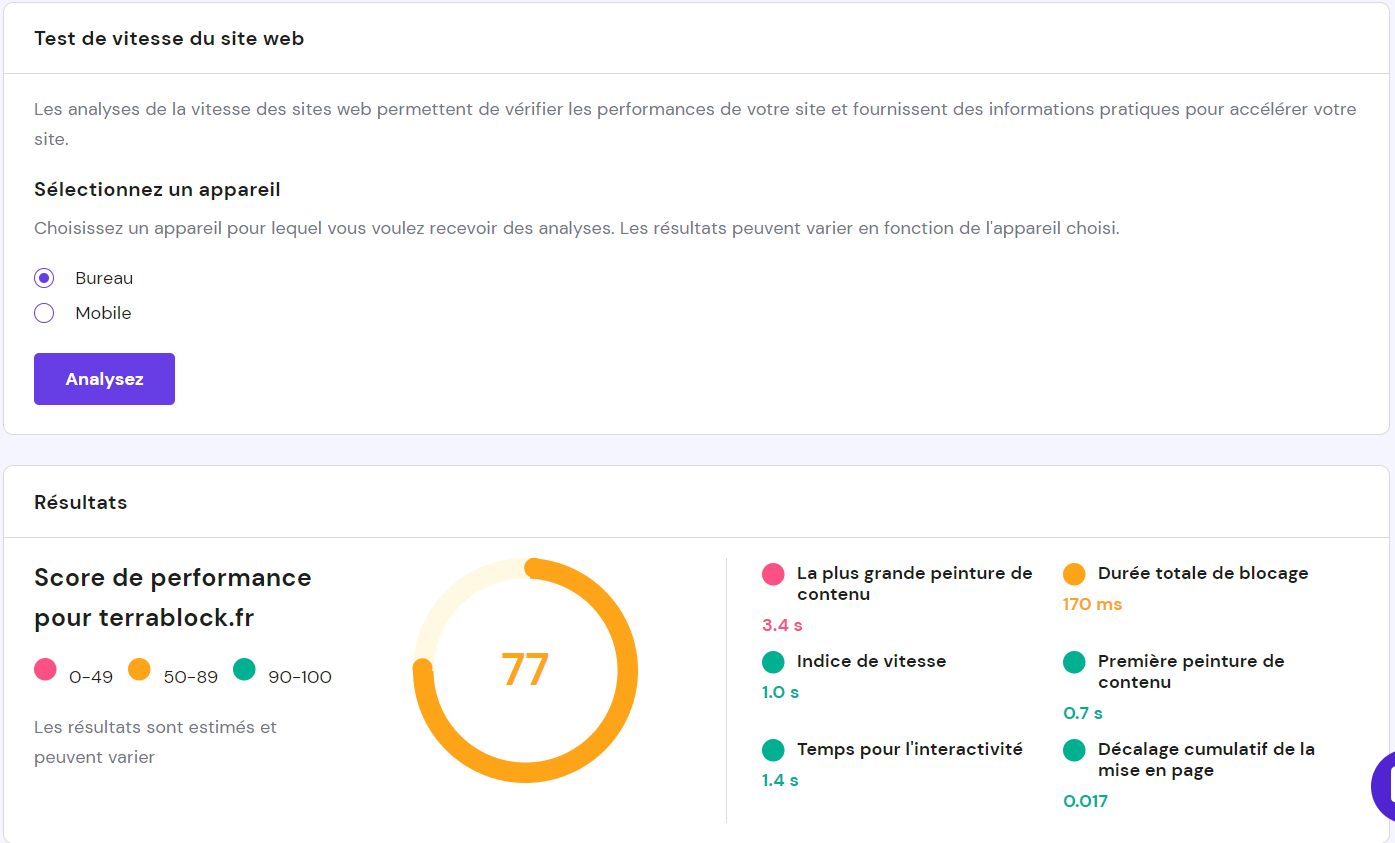 Test de vitesse du site web
Les analyses de la vitesse des sites web permettent de vérifier les performances de votre site et fournissent des informations pratiques pour accélérer votre
site.
Sélectionnez un appareil
Choisissez un appareil pour lequel vous voulez recevoir des analyses. Les résultats peuvent varier en fonction de l'appareil choisi.
Bureau
Mobile
Analysez
Résultats
Score de performance
pour terrablock.fr
0-49 50-89 90-100
Les résultats sont estimés et
peuvent varier
77
La plus grande peinture de
contenu
3.4 s
Durée totale de blocage
170 ms
Indice de vitesse
1.0 s
Première peinture de
contenu
0.7 s
Temps pour l'interactivité
1.4 s
Décalage cumulatif de la
mise en page
0.017